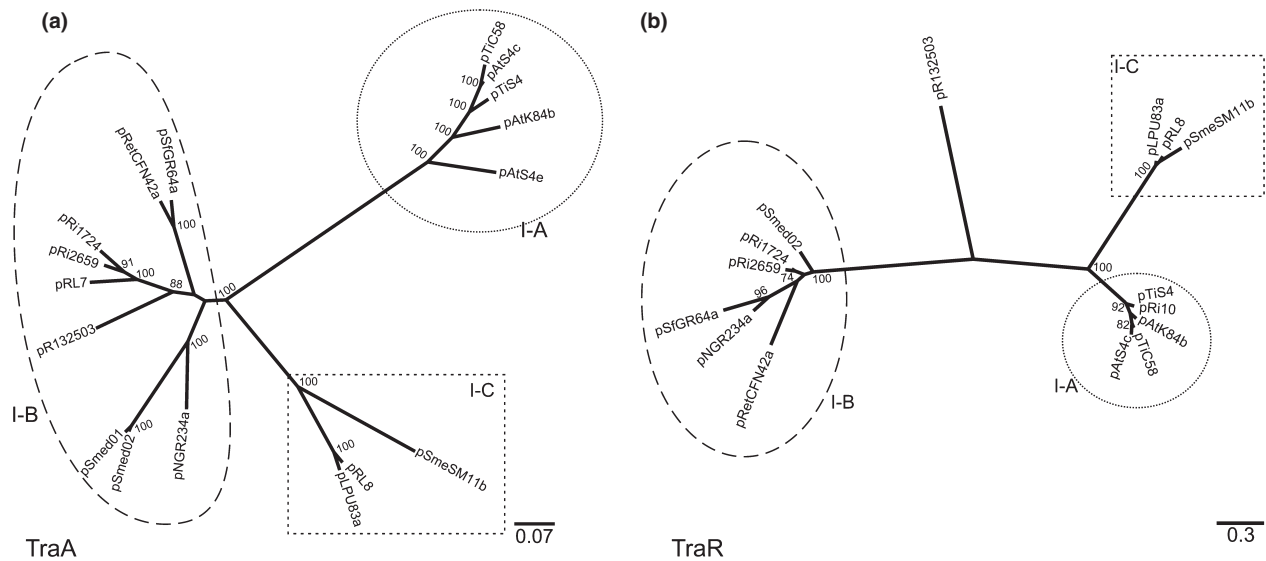 (a)
pTiC58
pAtS4c
100
pTiS4
100
pAtK84b
100
100
pAtS4e
I-A
pSfGR64a
pRetCFN42a
100
pRi1724
pRi2659
91
100
pRL7
88
100
pR132503
100
I-B
pSmed01
pSmed02
100
pNGR234a
100
I-C
100
pSmeSM11b
pRL8
pLPU83a
0.07
TraA
(b)
pR132503
I-C
pLPU83a
pRL8
pSmeSM11b
100
pSmed02
pRi1724
pRi2659
74
100
96
pSfGR64a
pNGR234a
pRetCFN42a
I-B
100
pTiS4
pRi10
92
pAtK84b
82
pTiC58
pAtS4c
I-A
0.3
TraR